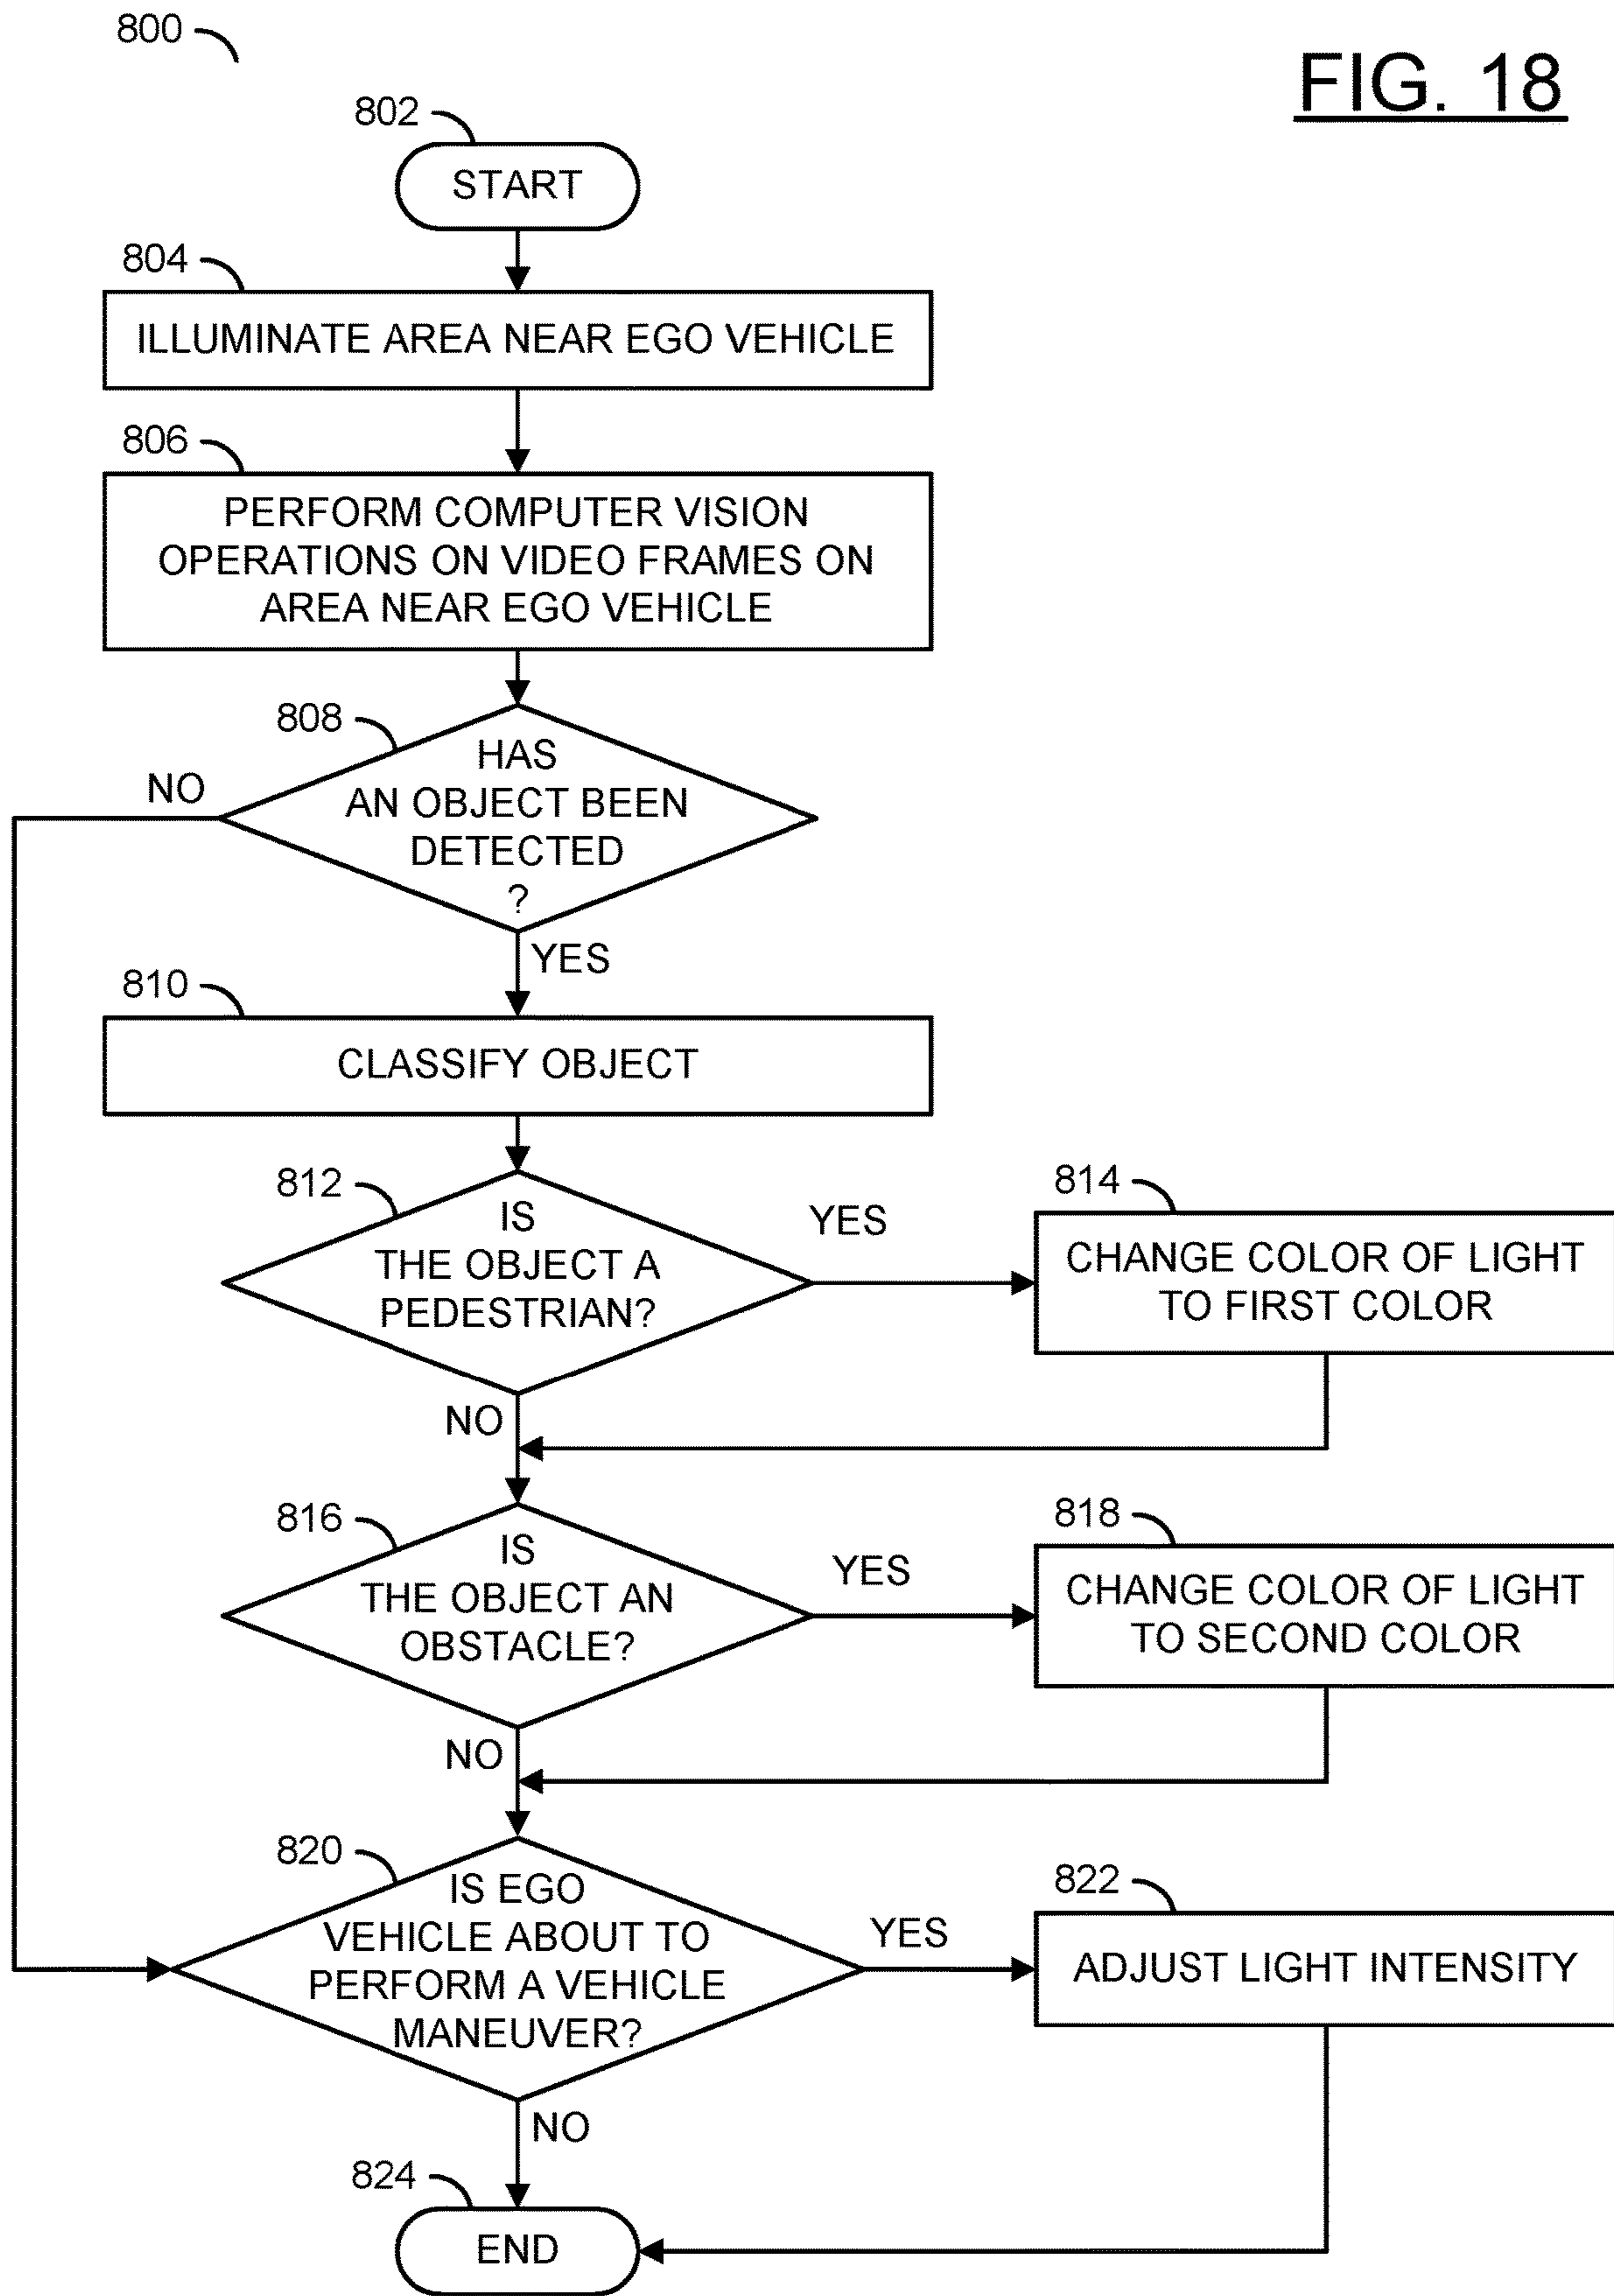 800
FIG. 18
802
START
804
ILLUMINATE AREA NEAR EGO VEHICLE
806
PERFORM COMPUTER VISION
OPERATIONS ON VIDEO FRAMES ON
AREA NEAR EGO VEHICLE
808
HAS
AN OBJECT BEEN
DETECTED
?
NO
YES
810
CLASSIFY OBJECT
812
IS
THE OBJECT A
PEDESTRIAN?
YES
814
CHANGE COLOR OF LIGHT
TO FIRST COLOR
NO
816
IS
THE OBJECT AN
OBSTACLE?
YES
818
CHANGE COLOR OF LIGHT
TO SECOND COLOR
NO
820
IS EGO
VEHICLE ABOUT TO
PERFORM A VEHICLE
MANEUVER?
YES
822
ADJUST LIGHT INTENSITY
NO
824
END